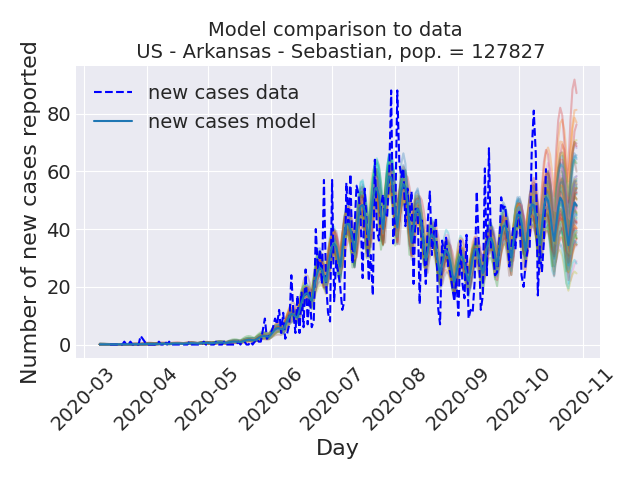 Model comparison to data
US - Arkansas - Sebastian, pop. = 127827
Number of new cases reported
new cases data
new cases model
80
60
40
20
0
2020-03
2020-04
2020-05
2020-06
2020-07
2020-08
2020-09
2020-10
2020-11
Day